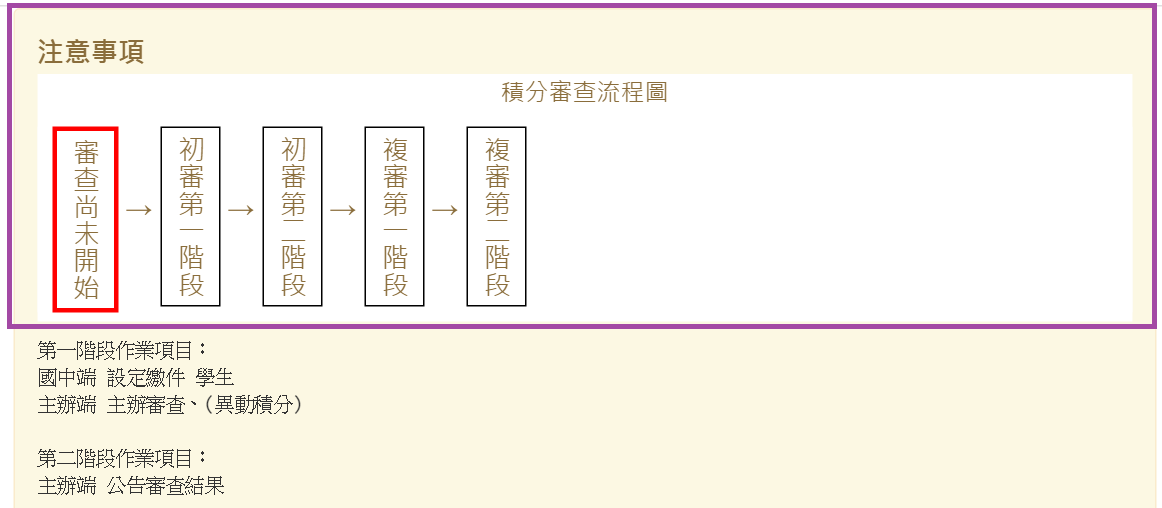 注意事項
積分審查流程圖
審查尚未開始 → 初審第一階段 → 初審第二階段 → 複審第一階段 → 複審第二階段
第一階段作業項目：
國中端 設定繳件 學生
主辦端 主辦審查、(異動積分)
第二階段作業項目：
主辦端 公告審查結果